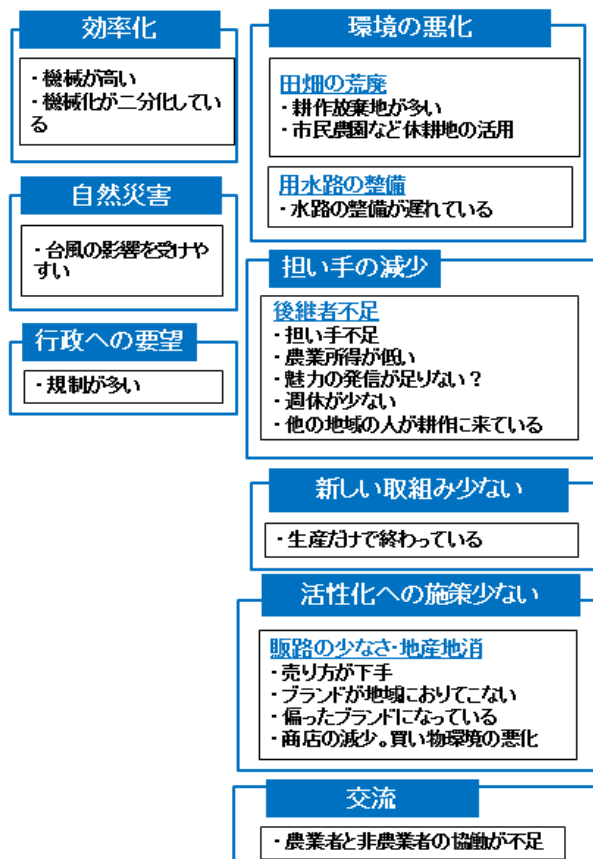 効率化
・機械が高い
・機械化が二分化してい
る
自然災害
・台風の影響を受けや
すい
行政への要望
・規制が多い
環境の悪化
田畑の荒廃
・耕作放棄地が多い
・市民農園など休耕地の活用
用水路の整備
・水路の整備が遅れている
担い手の減少
後継者不足
・担い手不足
・農業所得が低い
・魅力の発信が足りない？
・週休が少ない
・他の地域の人が耕作に来ている
新しい取組み少ない
・生産だけで終わっている
活性化への施策少ない
販路の少なさ・地産地消
・売り方が下手
・ブランドが地域におりてこない
・偏ったブランドになっている
・商店の減少。買い物環境の悪化
交流
・農業者と非農業者の協働が不足